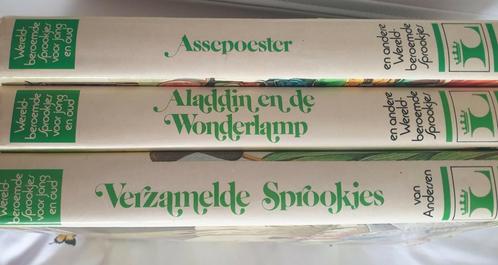 Wereld-
beroemde
Sprookjes
voor jong
en oud
Assepoester
en andere
Wereld-
beroemde
Sprookjes
L
Wereld-
beroemde
Sprookjes
voor jong
en oud
Aladdin en de
Wonderlamp
en andere
Wereld-
beroemde
Sprookjes
L
Wereld-
beroemde
Sprookjes
voor jong
en oud
Verzamelde Sprookjes
van
Andersen
L